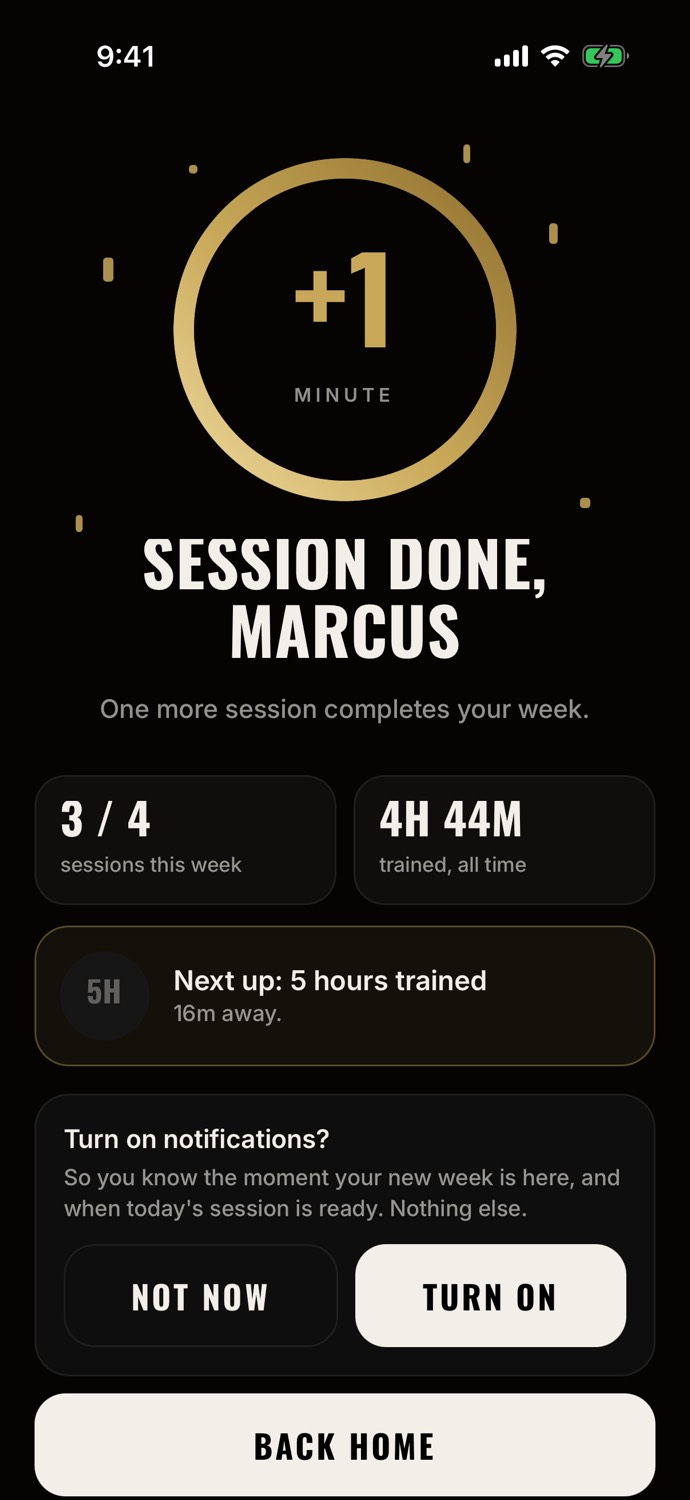 9:41
+1
MINUTE
SESSION DONE,
MARCUS
One more session completes your week.
3 / 4
sessions this week
4H 44M
trained, all time
5H
Next up: 5 hours trained
16m away.
Turn on notifications?
So you know the moment your new week is here, and
when today's session is ready. Nothing else.
NOT NOW
TURN ON
BACK HOME